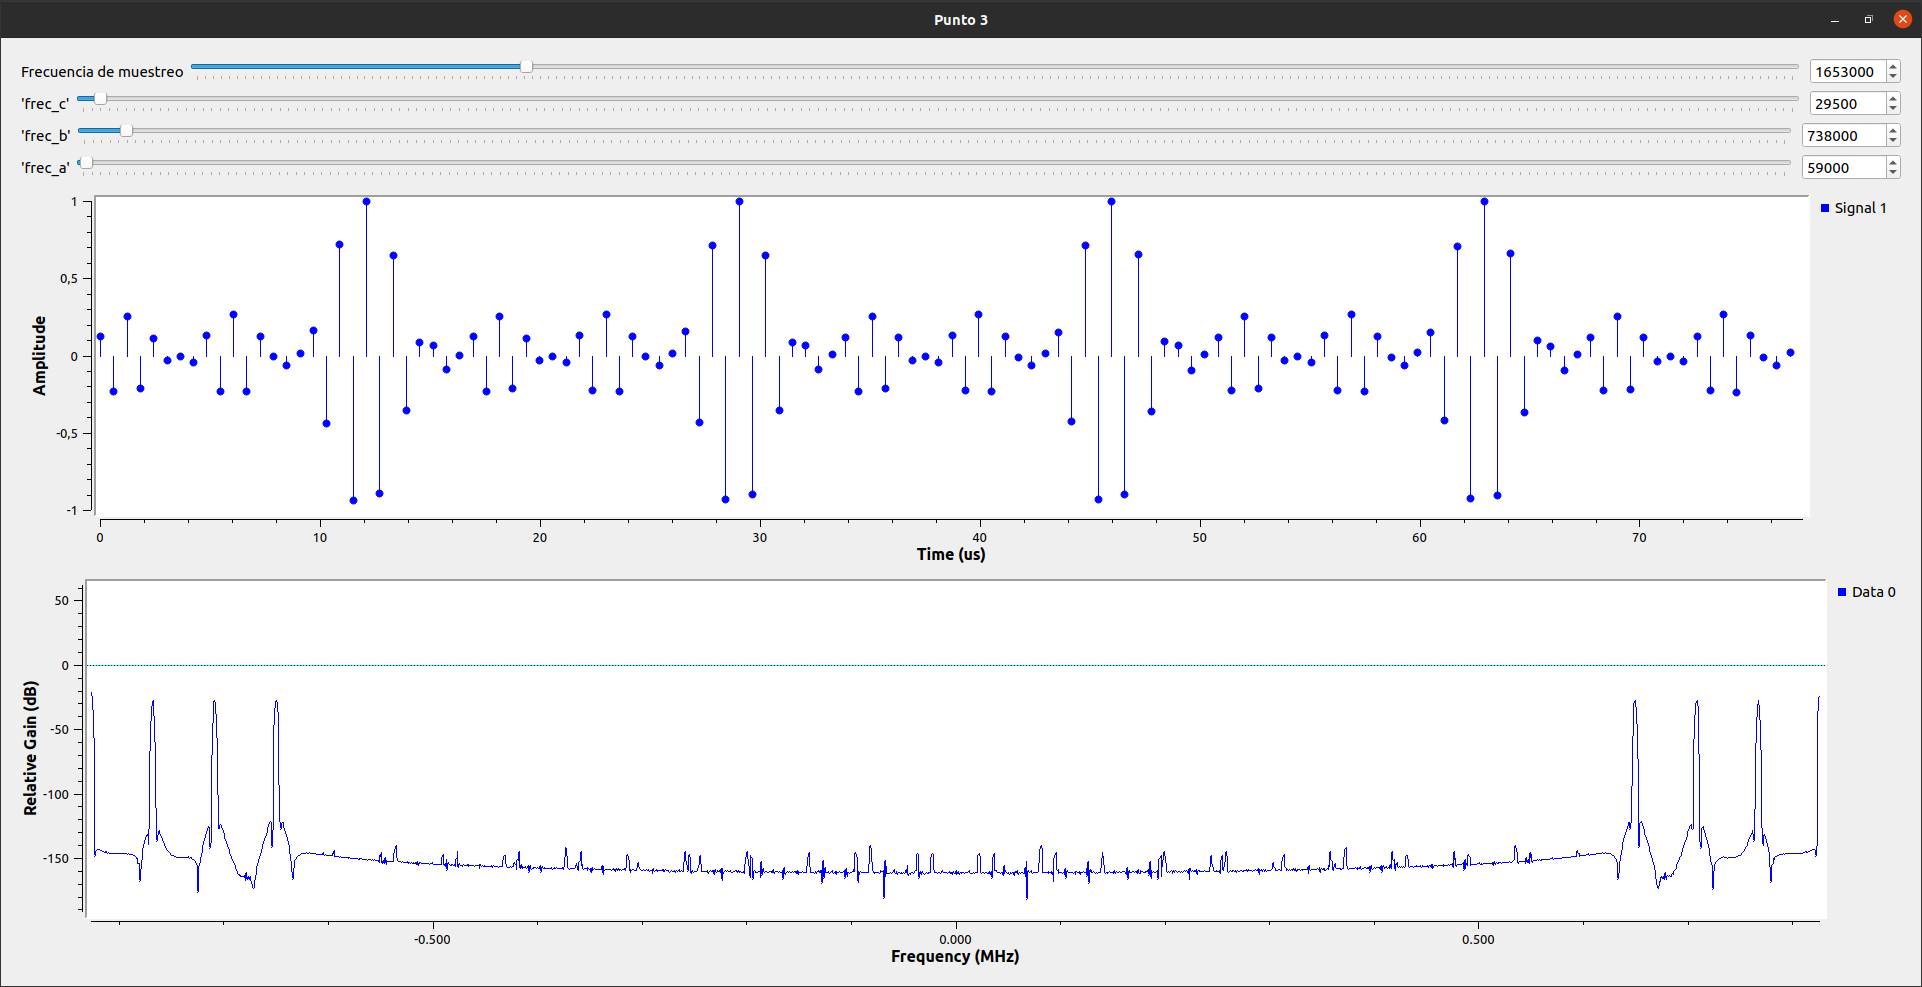 Punto 3
Frecuencia de muestreo 1653000
'frec_c' 29500
'frec_b' 738000
'frec_a' 59000
1
0,5
0
-0,5
-1
Amplitude
Signal 1
0 10 20 30 40 50 60 70
Time (us)
50
0
-50
-100
-150
Relative Gain (dB)
Data 0
-0.500 0.000 0.500
Frequency (MHz)